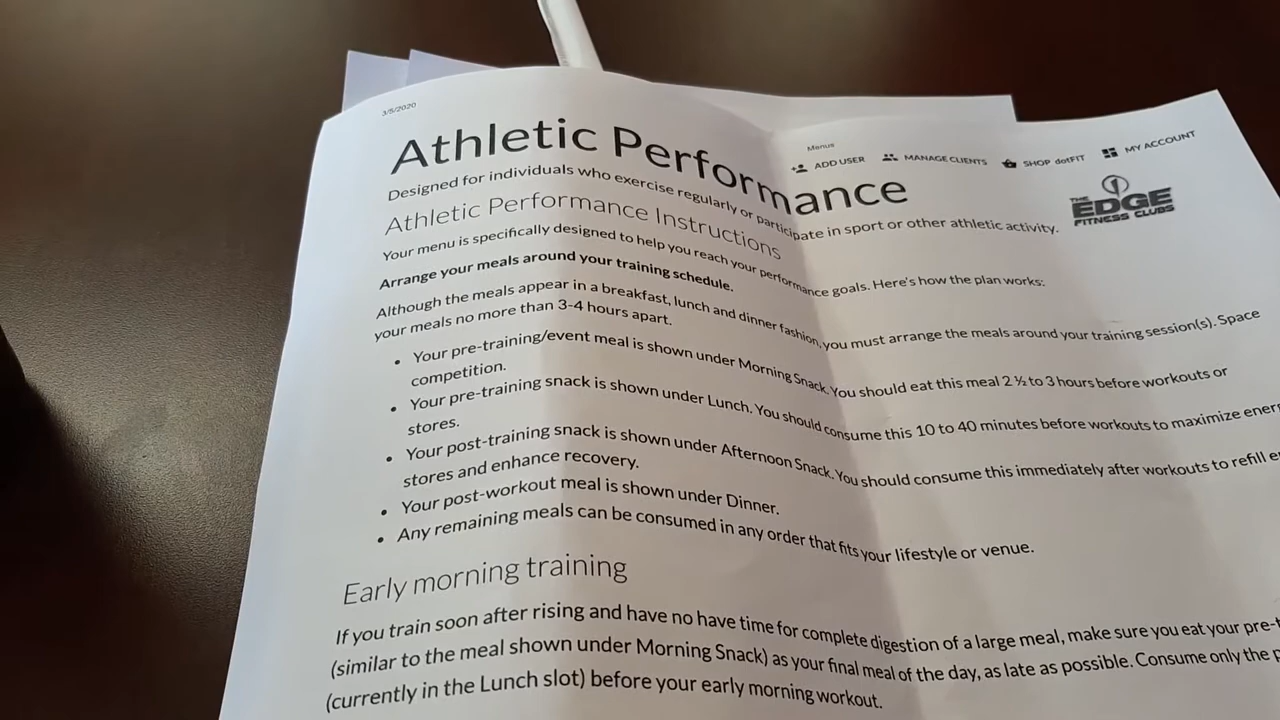 3/5/2020
Menus
ADD USER MANAGE CLIENTS SHOP dotFIT MY ACCOUNT
Athletic Performance
THE EDGE FITNESS CLUBS
Designed for individuals who exercise regularly or participate in sport or other athletic activity.
Athletic Performance Instructions
Your menu is specifically designed to help you reach your performance goals. Here's how the plan works:
Arrange your meals around your training schedule.
Although the meals appear in a breakfast, lunch and dinner fashion, you must arrange the meals around your training session(s). Space
your meals no more than 3-4 hours apart.
• Your pre-training/event meal is shown under Morning Snack. You should eat this meal 2 ½ to 3 hours before workouts or
competition.
• Your pre-training snack is shown under Lunch. You should consume this 10 to 40 minutes before workouts to maximize
stores.
• Your post-training snack is shown under Afternoon Snack. You should consume this immediately after workouts to refill
stores and enhance recovery.
• Your post-workout meal is shown under Dinner.
• Any remaining meals can be consumed in any order that fits your lifestyle or venue.
Early morning training
If you train soon after rising and have no have time for complete digestion of a large meal, make sure you eat your
(similar to the meal shown under Morning Snack) as your final meal of the day, as late as possible. Consume only the
(currently in the Lunch slot) before your early morning workout.